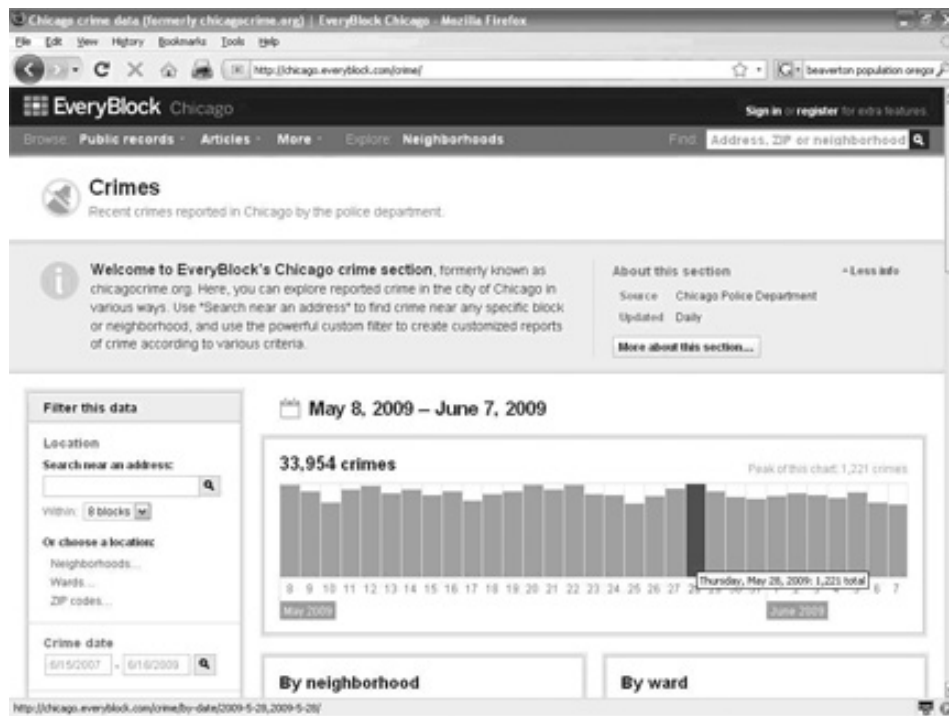 Chicago crime data (formerly chicagocrime.org) | EveryBlock Chicago - Mozilla Firefox
File Edit View History Bookmarks Tools Help
http://chicago.everyblock.com/crime/ beaverton population oregor
EveryBlock Chicago Sign in or register for extra features.
Browse: Public records Articles More Explore: Neighborhoods Find: Address, ZIP or neighborhood
Crimes
Recent crimes reported in Chicago by the police department.
Welcome to EveryBlock's Chicago crime section, formerly known as
chicagocrime.org. Here, you can explore reported crime in the city of Chicago in
various ways. Use "Search near an address" to find crime near any specific block
or neighborhood, and use the powerful custom filter to create customized reports
of crime according to various criteria.
About this section Less info
Source Chicago Police Department
Updated Daily
More about this section...
Filter this data
Location
Search near an address:
Within: 8 blocks
Or choose a location:
Neighborhoods...
Wards...
ZIP codes...
Crime date
6/15/2007 - 6/16/2009
May 8, 2009 – June 7, 2009
33,954 crimes Peak of this chart: 1,221 crimes
Thursday, May 28, 2009: 1,221 total
8 9 10 11 12 13 14 15 16 17 18 19 20 21 22 23 24 25 26 27 6 7
May 2009 June 2009
By neighborhood By ward
http://chicago.everyblock.com/crime/by-date/2009-5-28,2009-5-28/